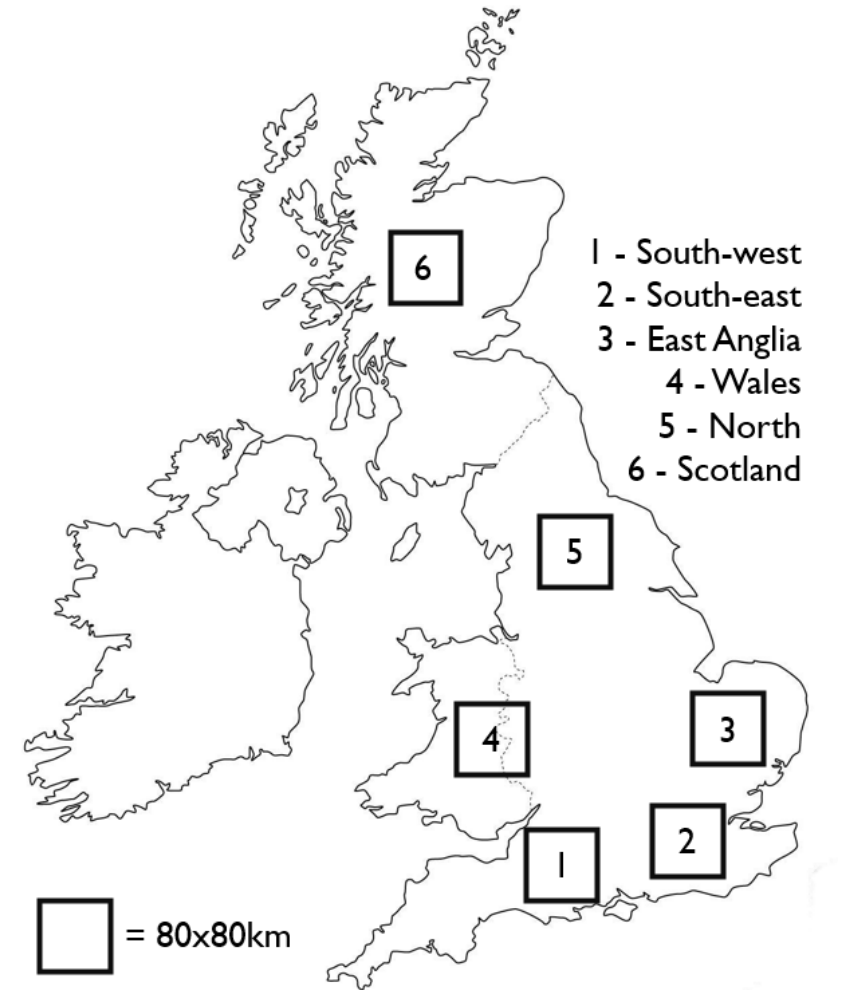 6
1 - South-west
2 - South-east
3 - East Anglia
4 - Wales
5 - North
6 - Scotland
5
4
3
2
1
= 80x80km